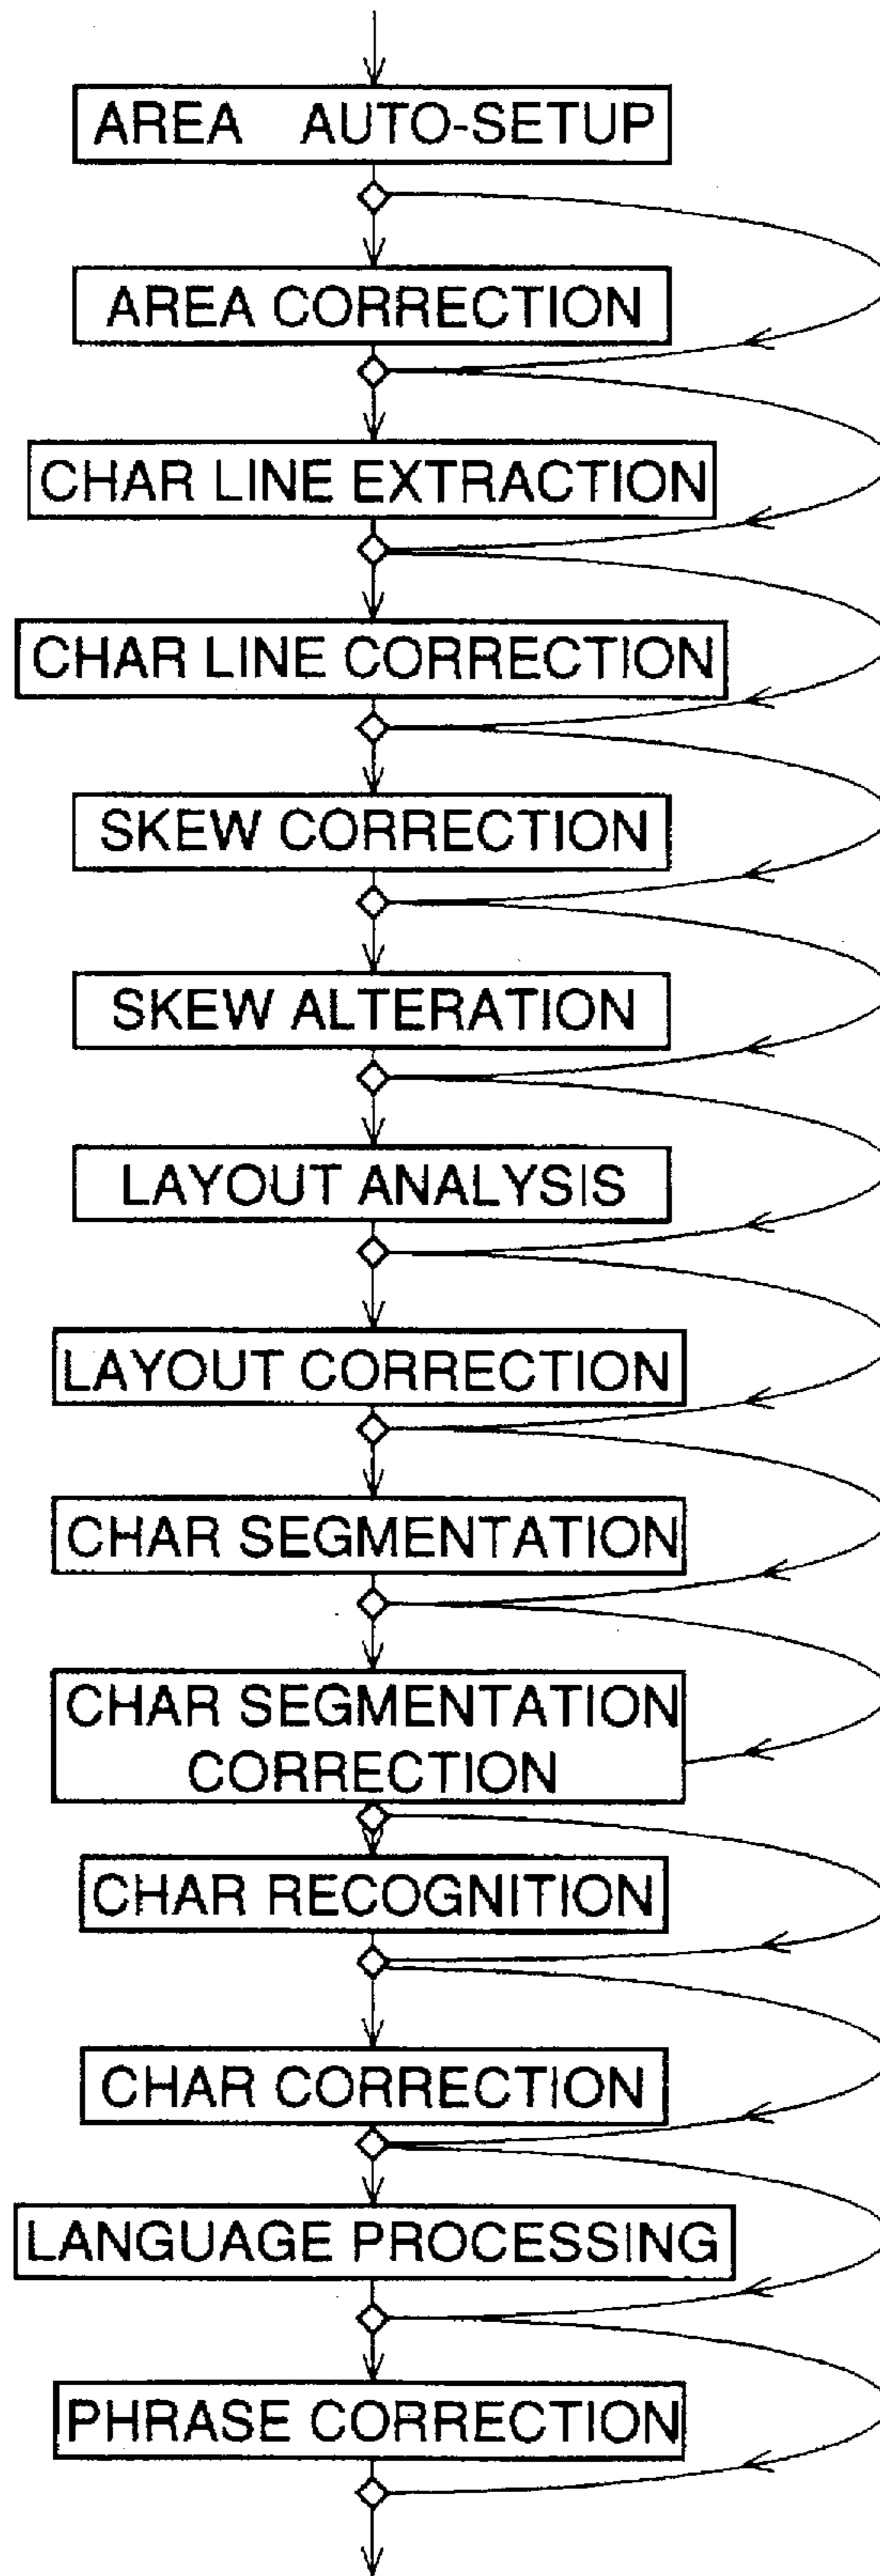 AREA AUTO-SETUP
AREA CORRECTION
CHAR LINE EXTRACTION
CHAR LINE CORRECTION
SKEW CORRECTION
SKEW ALTERATION
LAYOUT ANALYSIS
LAYOUT CORRECTION
CHAR SEGMENTATION
CHAR SEGMENTATION
CORRECTION
CHAR RECOGNITION
CHAR CORRECTION
LANGUAGE PROCESSING
PHRASE CORRECTION